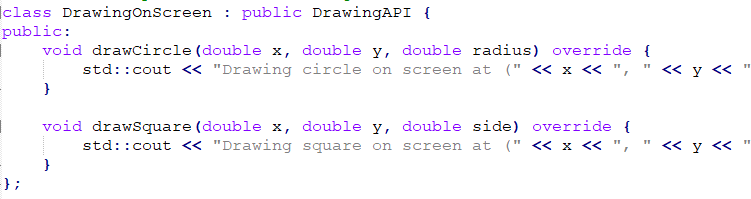 class DrawingOnScreen : public DrawingAPI {
public:
    void drawCircle(double x, double y, double radius) override {
        std::cout << "Drawing circle on screen at (" << x << ", " << y << "
    }
    void drawSquare(double x, double y, double side) override {
        std::cout << "Drawing square on screen at (" << x << ", " << y << "
    }
};